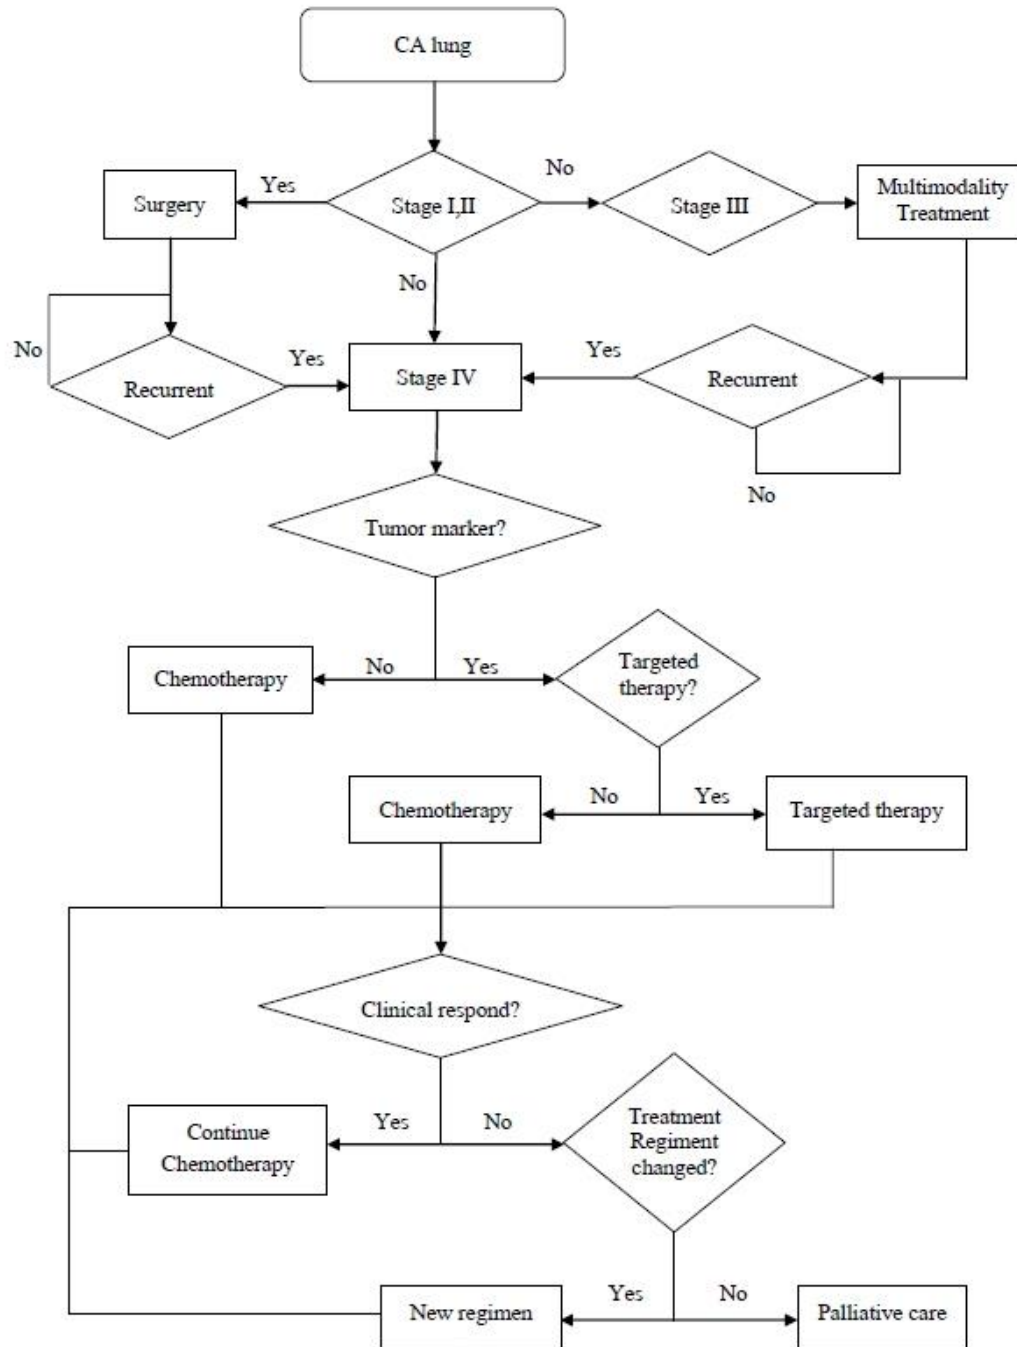 CA lung
No
Yes
Surgery
Stage I,II
Stage III
Multimodality
Treatment
No
No
Yes
Yes
Recurrent
Stage IV
Recurrent
No
Tumor marker?
Chemotherapy
No
Yes
Targeted
therapy?
Chemotherapy
No
Yes
Targeted therapy
Clinical respond?
Continue
Chemotherapy
Yes
No
Treatment
Regiment
changed?
New regimen
Yes
No
Palliative care